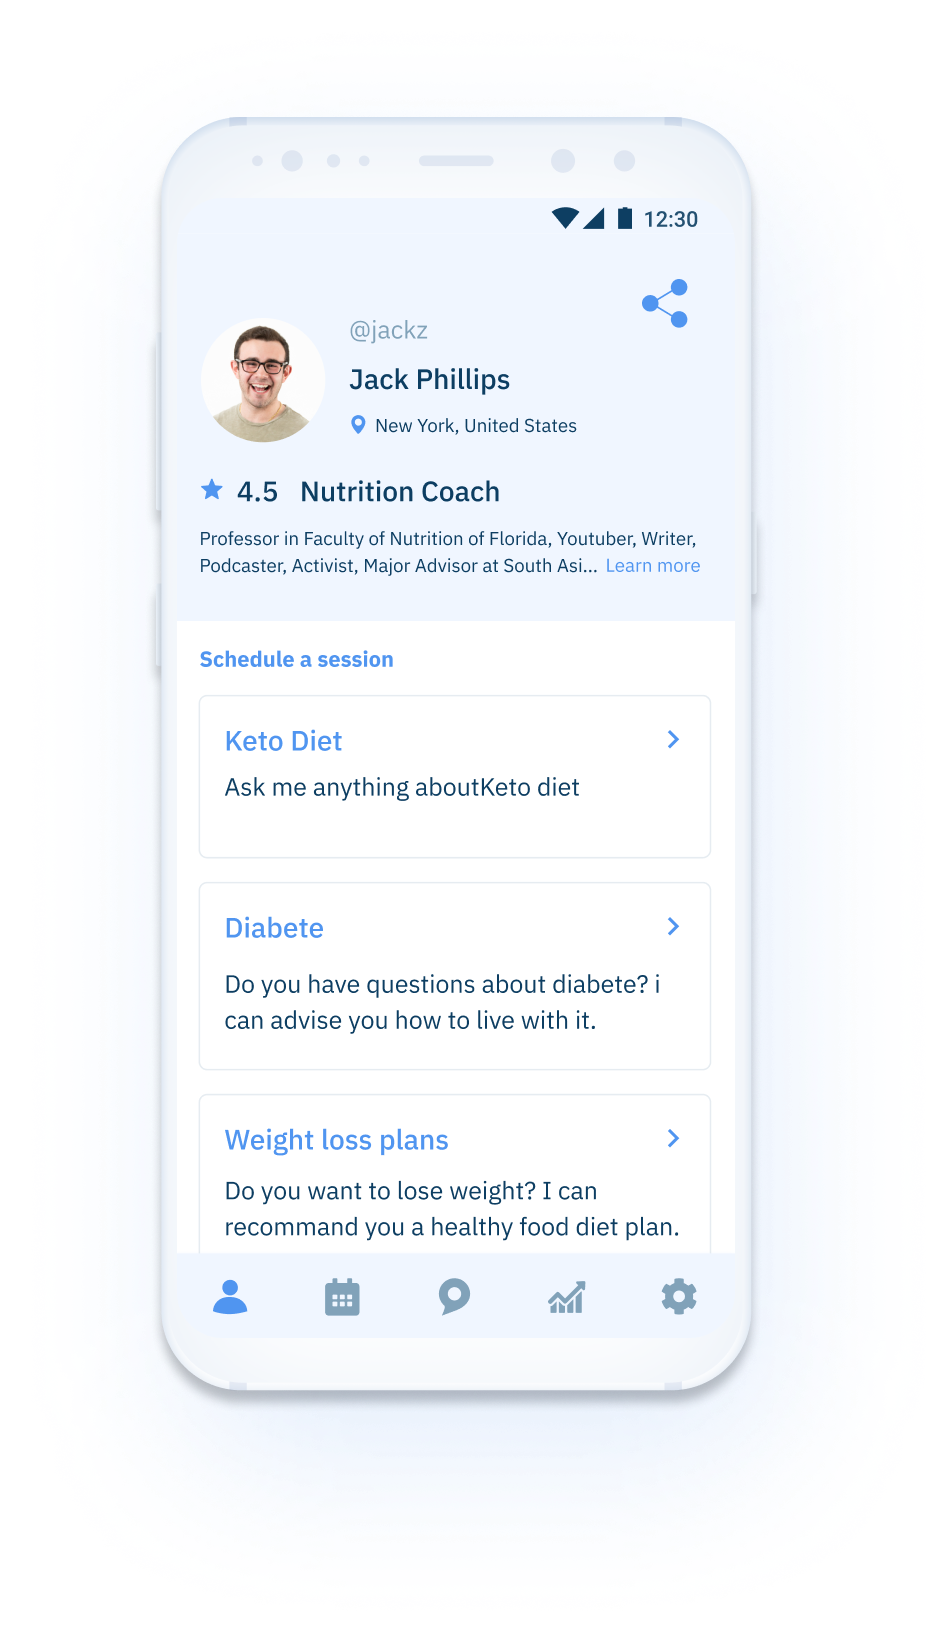 12:30
@jackz
Jack Phillips
New York, United States
4.5 Nutrition Coach
Professor in Faculty of Nutrition of Florida, Youtuber, Writer,
Podcaster, Activist, Major Advisor at South Asi... Learn more
Schedule a session
Keto Diet
Ask me anything aboutKeto diet
Diabete
Do you have questions about diabete? i
can advise you how to live with it.
Weight loss plans
Do you want to lose weight? I can
recommand you a healthy food diet plan.